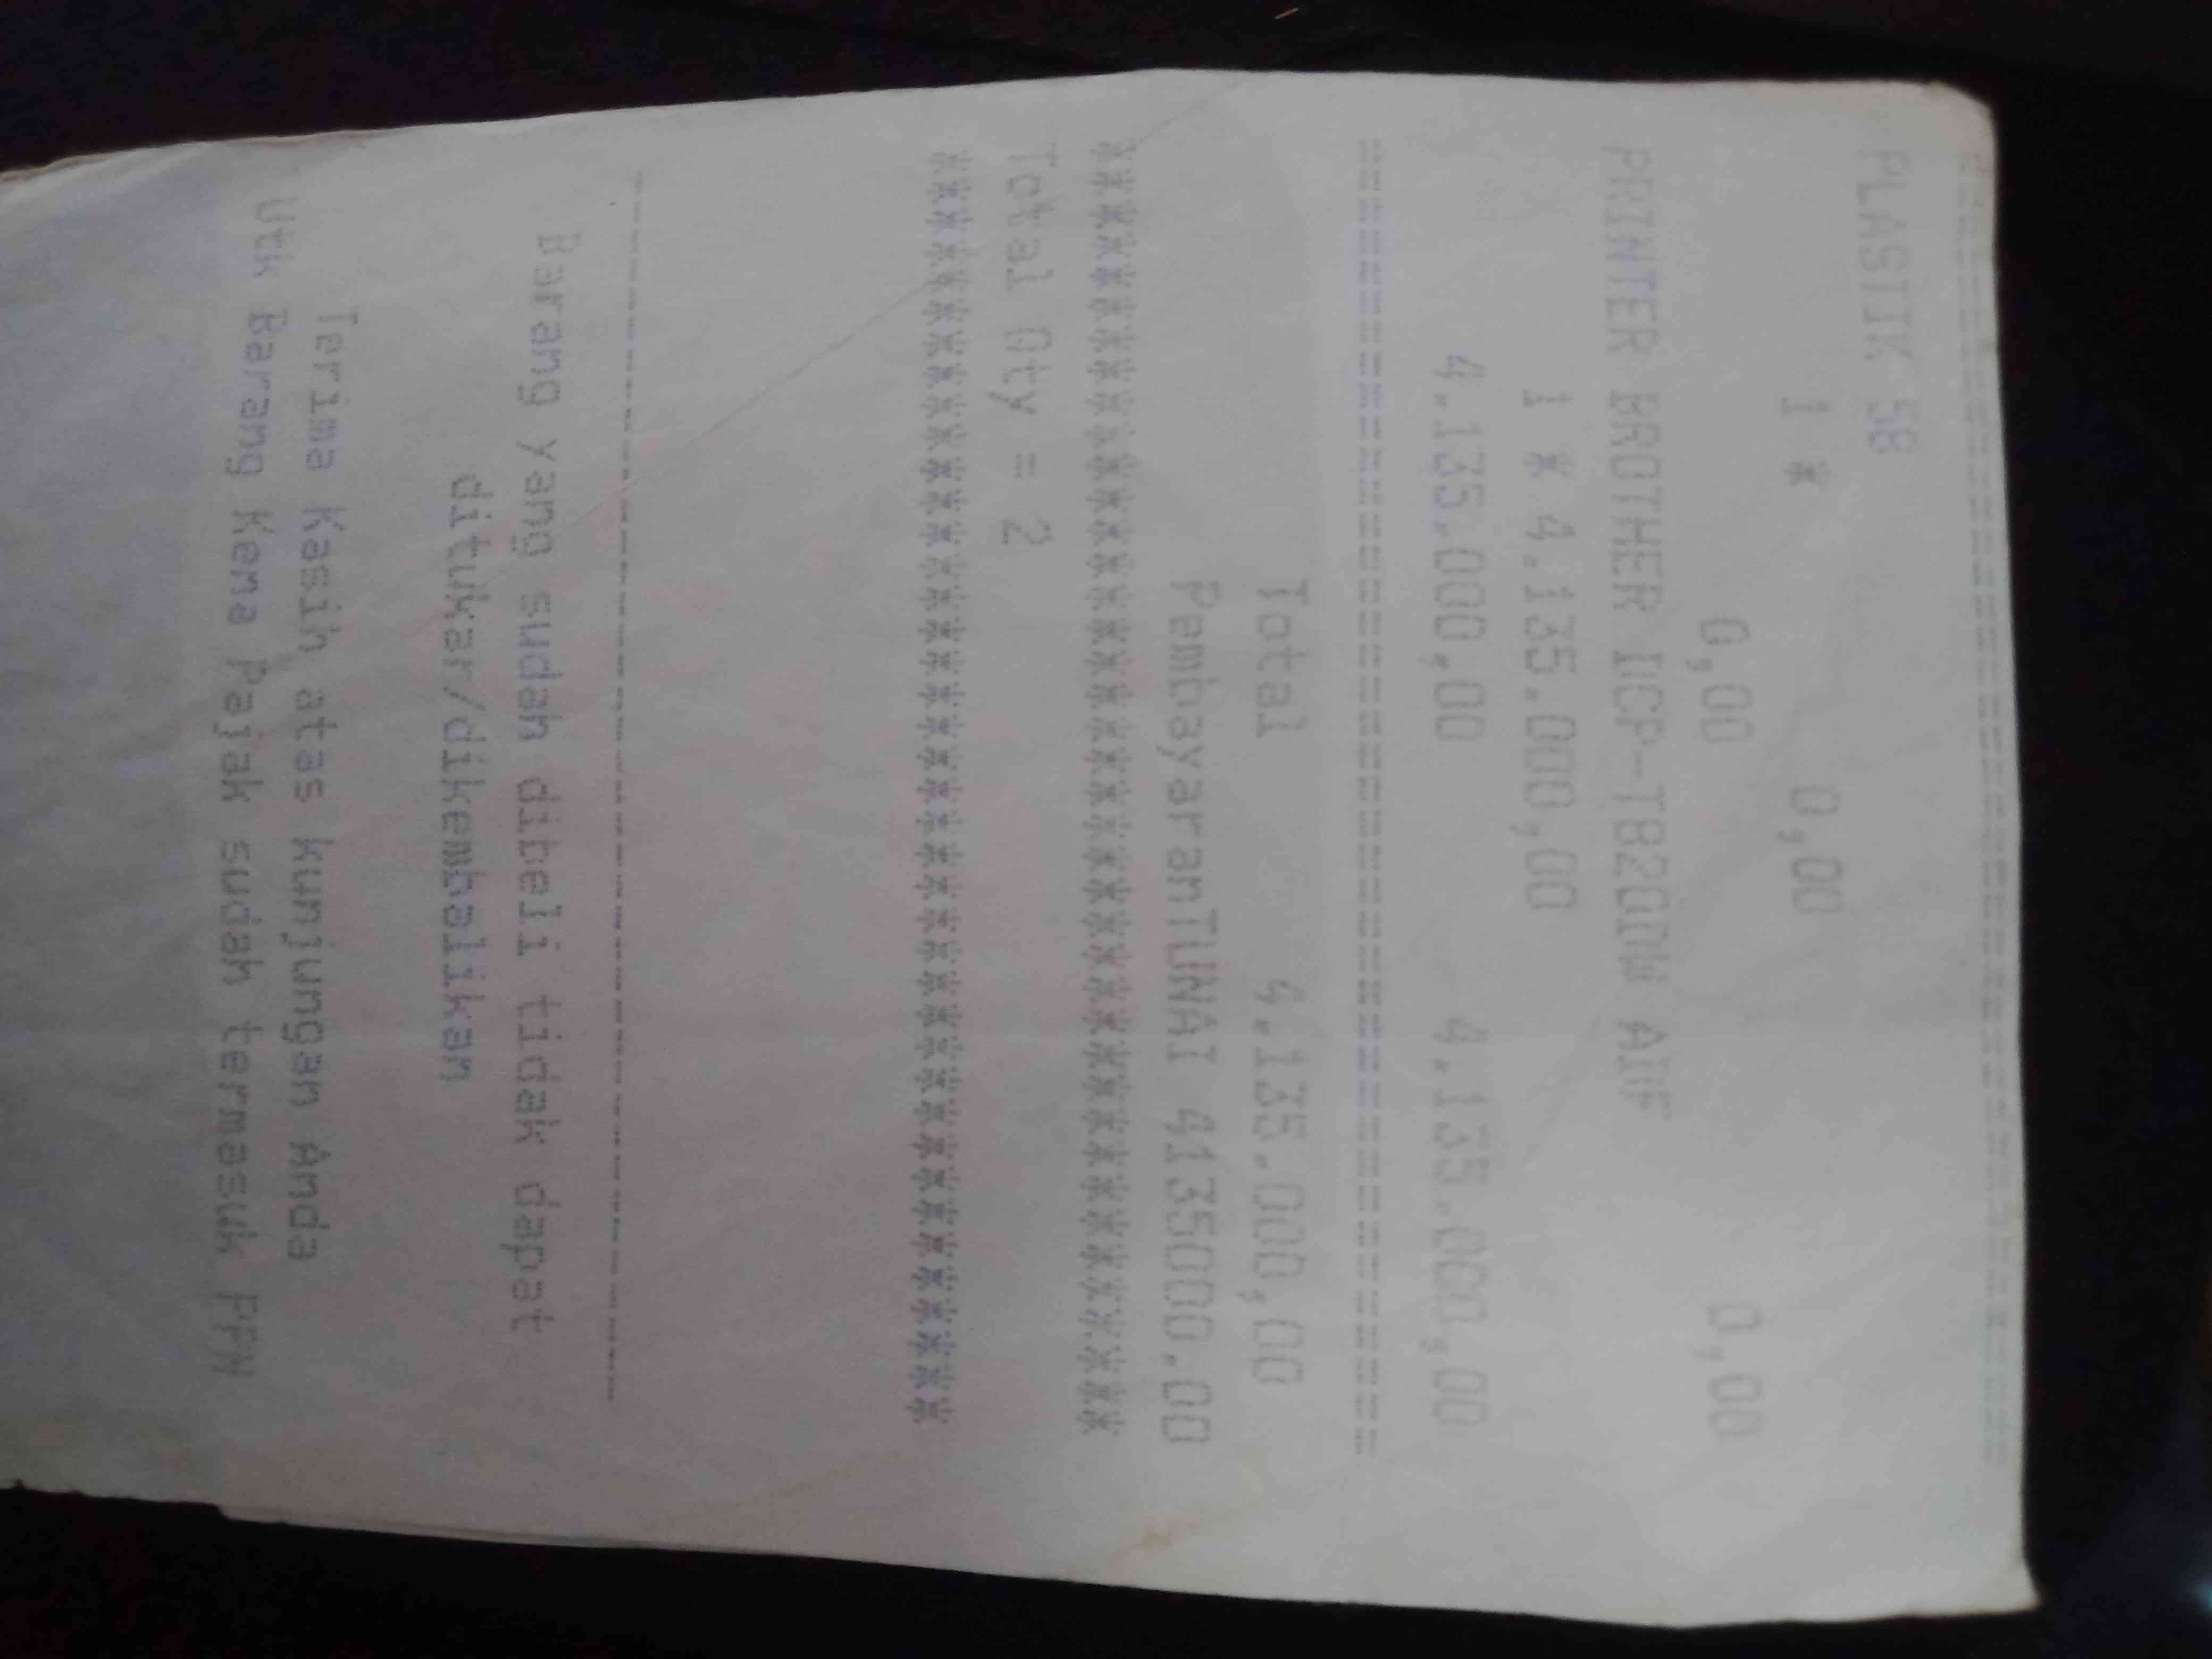 ========================================
PLASTIK 58
1 * 0,00
0,00 0,00
PRINTER BROTHER DCP-T820DW ADF
1 * 4.135.000,00
4.135.000,00 4.135.000,00
========================================
Total 4.135.000,00
PembayaranTUNAI 4135000.00
****************************************
Total Qty = 2
****************************************
----------------------------------------
Barang yang sudah dibeli tidak dapat
ditukar/dikembalikan
Terima Kasih atas kunjungan Anda
Utk Barang Kena Pajak sudah termasuk PPN